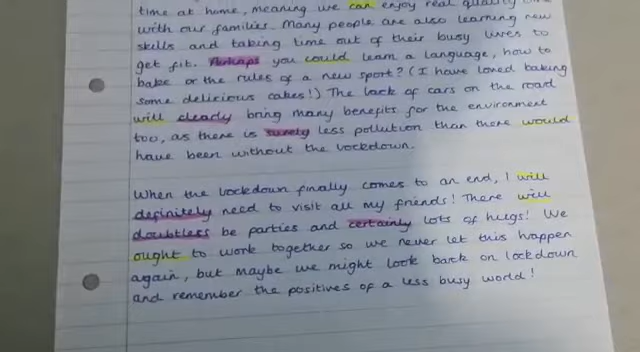 time at home, meaning we can enjoy real quality time
with our families. Many people are also learning new
skills and taking time out of their busy lives to
get fit. Perhaps you could learn a language, how to
bake or the rules of a new sport? (I have loved baking
some delicious cakes!) The lack of cars on the road
will clearly bring many benefits for the environment
too, as there is surely less pollution than there would
have been without the lockdown.
When the lockdown finally comes to an end, I will
definitely need to visit all my friends! There will
doubtless be parties and certainly lots of hugs! We
ought to work together so we never let this happen
again, but maybe we might look back on lockdown
and remember the positives of a less busy world!